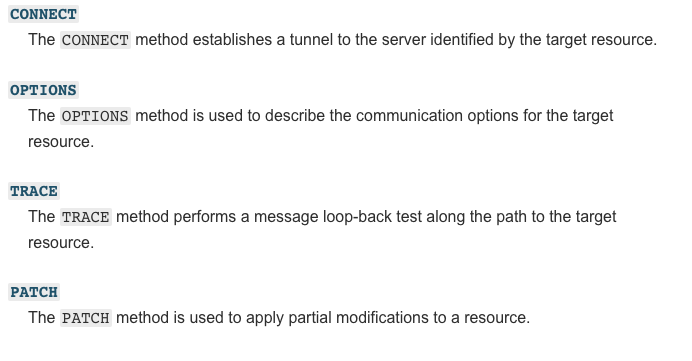 CONNECT
The CONNECT method establishes a tunnel to the server identified by the target resource.
OPTIONS
The OPTIONS method is used to describe the communication options for the target
resource.
TRACE
The TRACE method performs a message loop-back test along the path to the target
resource.
PATCH
The PATCH method is used to apply partial modifications to a resource.